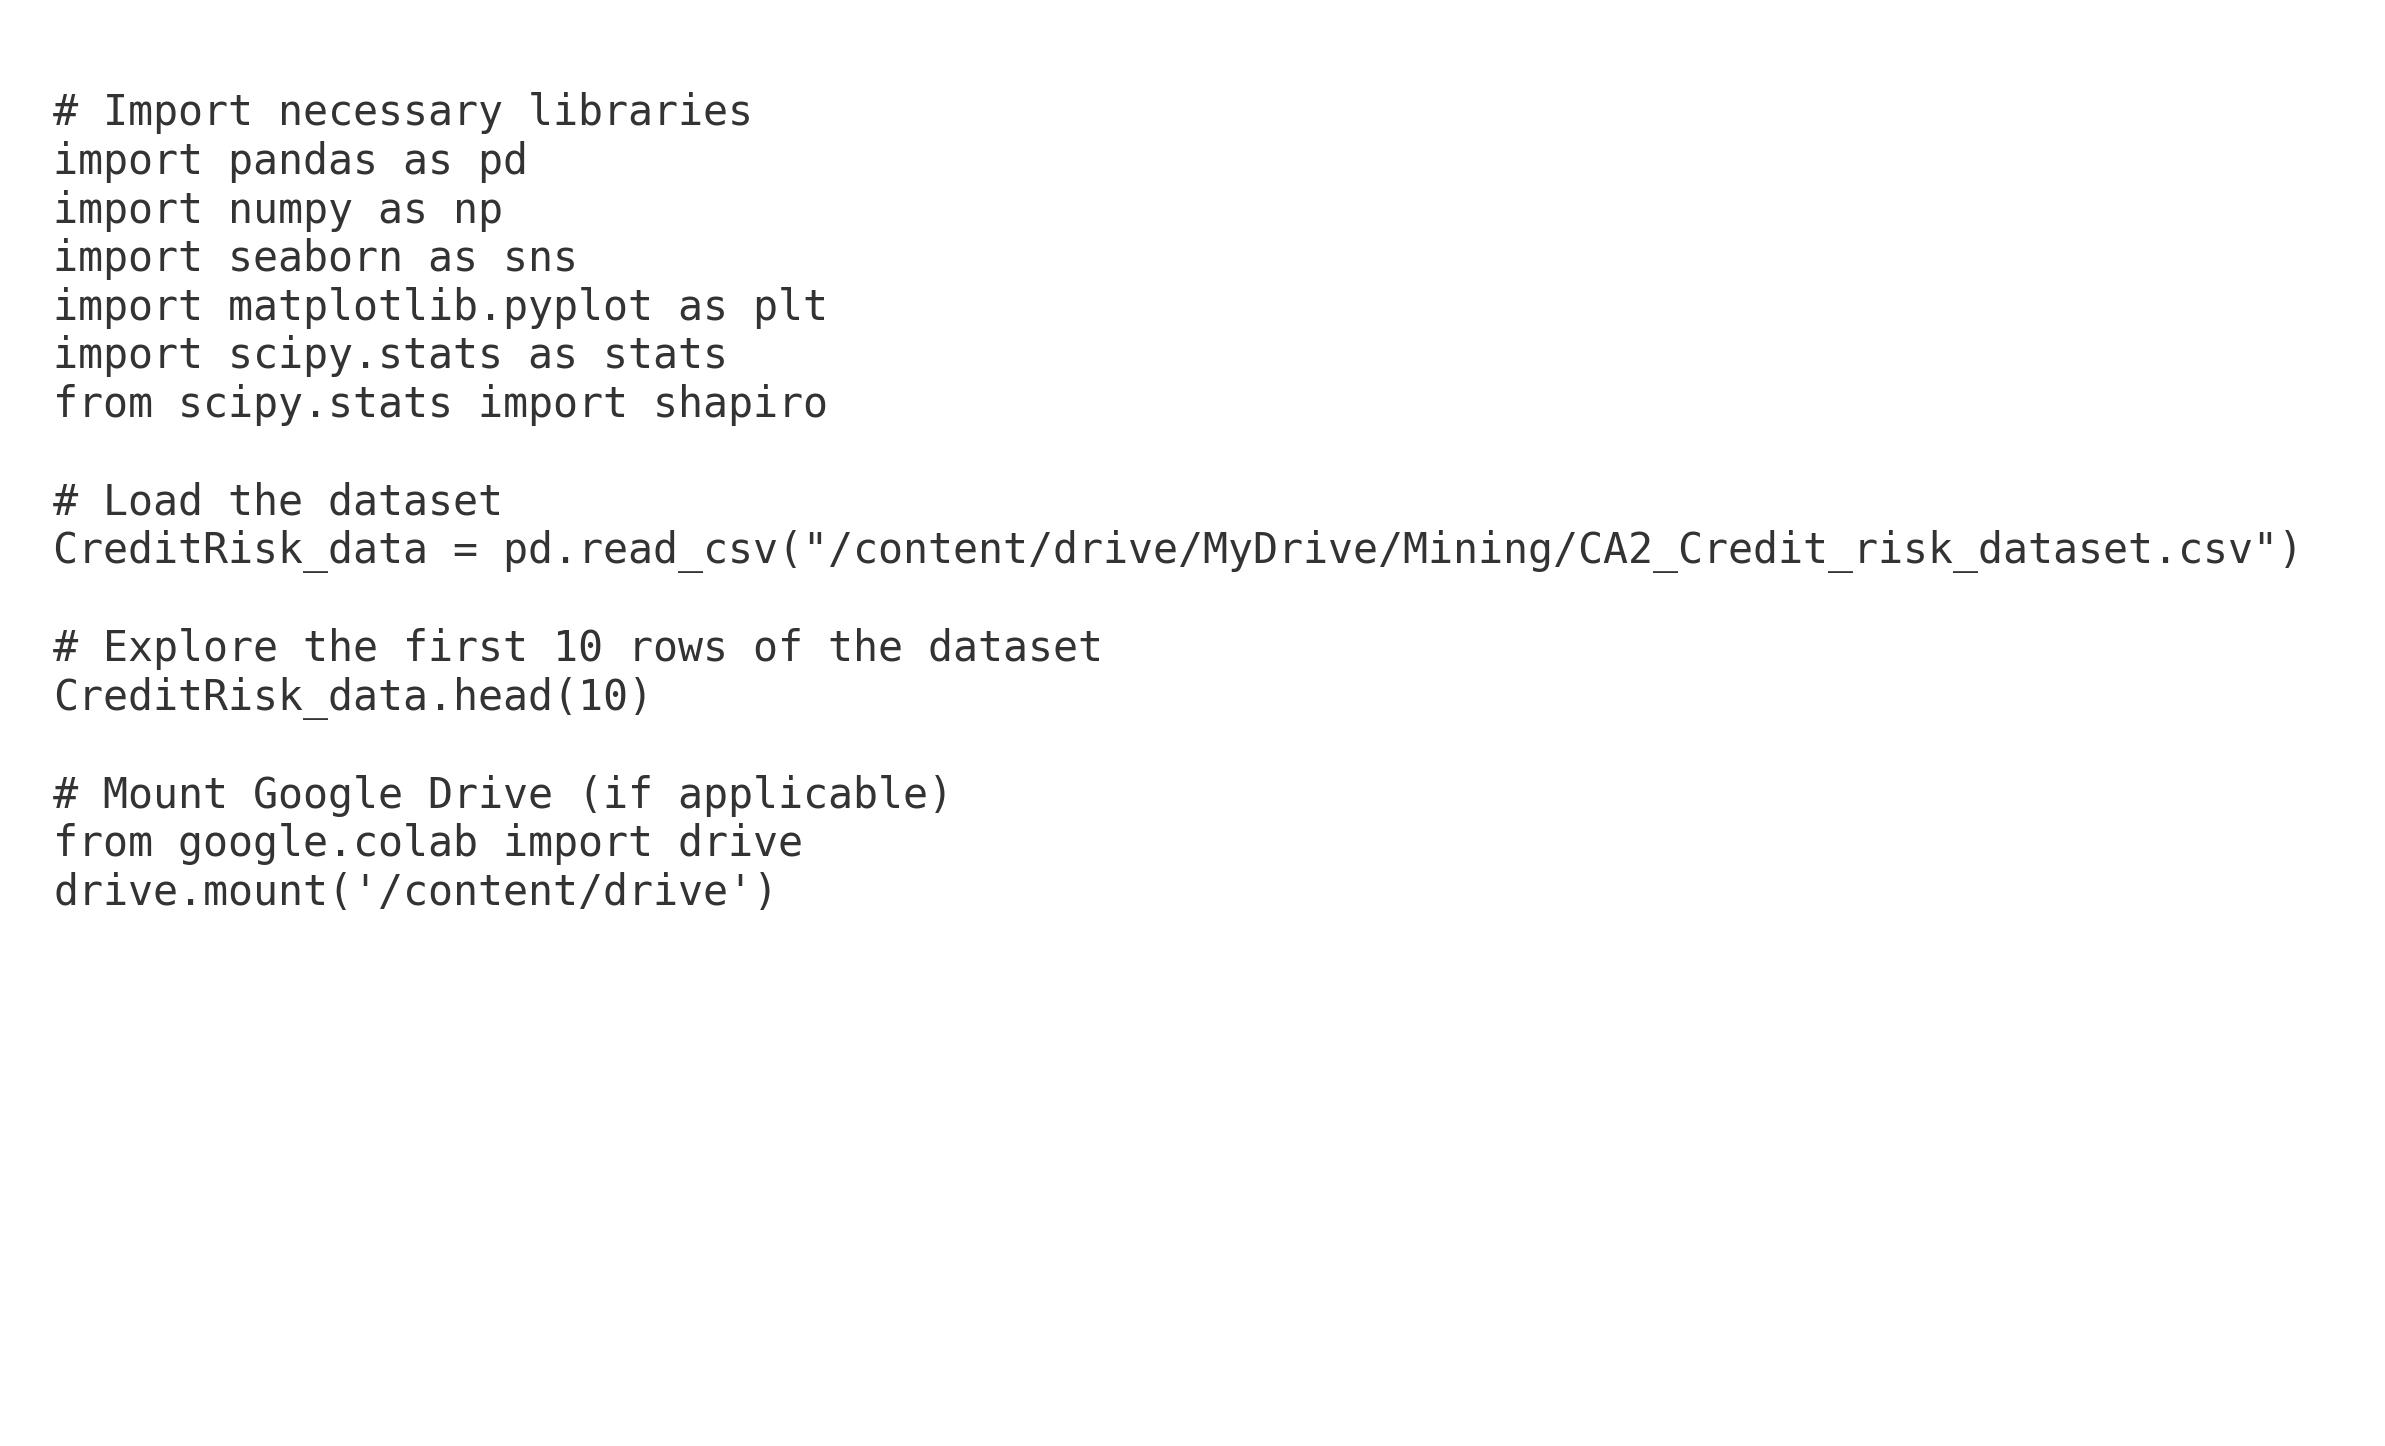 # Import necessary libraries
import pandas as pd
import numpy as np
import seaborn as sns
import matplotlib.pyplot as plt
import scipy.stats as stats
from scipy.stats import shapiro

# Load the dataset
CreditRisk_data = pd.read_csv("/content/drive/MyDrive/Mining/CA2_Credit_risk_dataset.csv")

# Explore the first 10 rows of the dataset
CreditRisk_data.head(10)

# Mount Google Drive (if applicable)
from google.colab import drive
drive.mount('/content/drive')